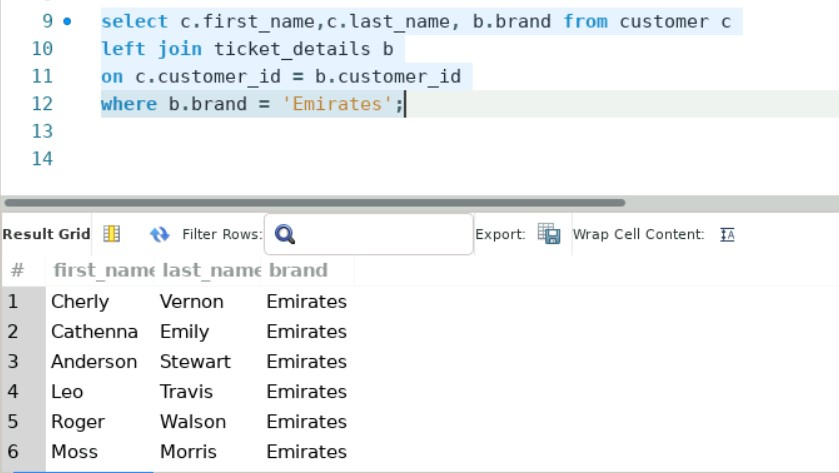 9 select c.first_name,c.last_name, b.brand from customer c
10 left join ticket_details b
11 on c.customer_id = b.customer_id
12 where b.brand = 'Emirates';
13
14
Result Grid Filter Rows: Export: Wrap Cell Content:
# first_name last_name brand
1 Cherly Vernon Emirates
2 Cathenna Emily Emirates
3 Anderson Stewart Emirates
4 Leo Travis Emirates
5 Roger Walson Emirates
6 Moss Morris Emirates